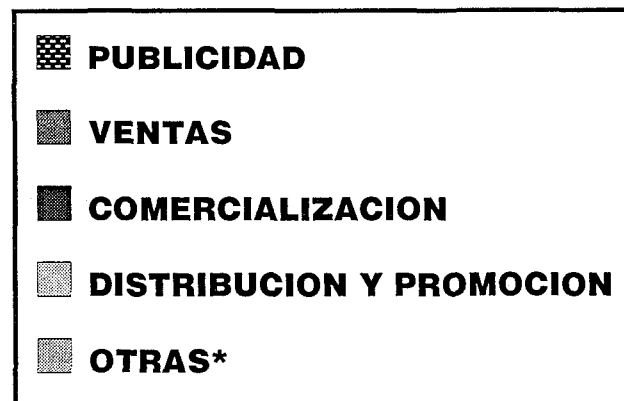 PUBLICIDAD
VENTAS
COMERCIALIZACION
DISTRIBUCION Y PROMOCION
OTRAS*